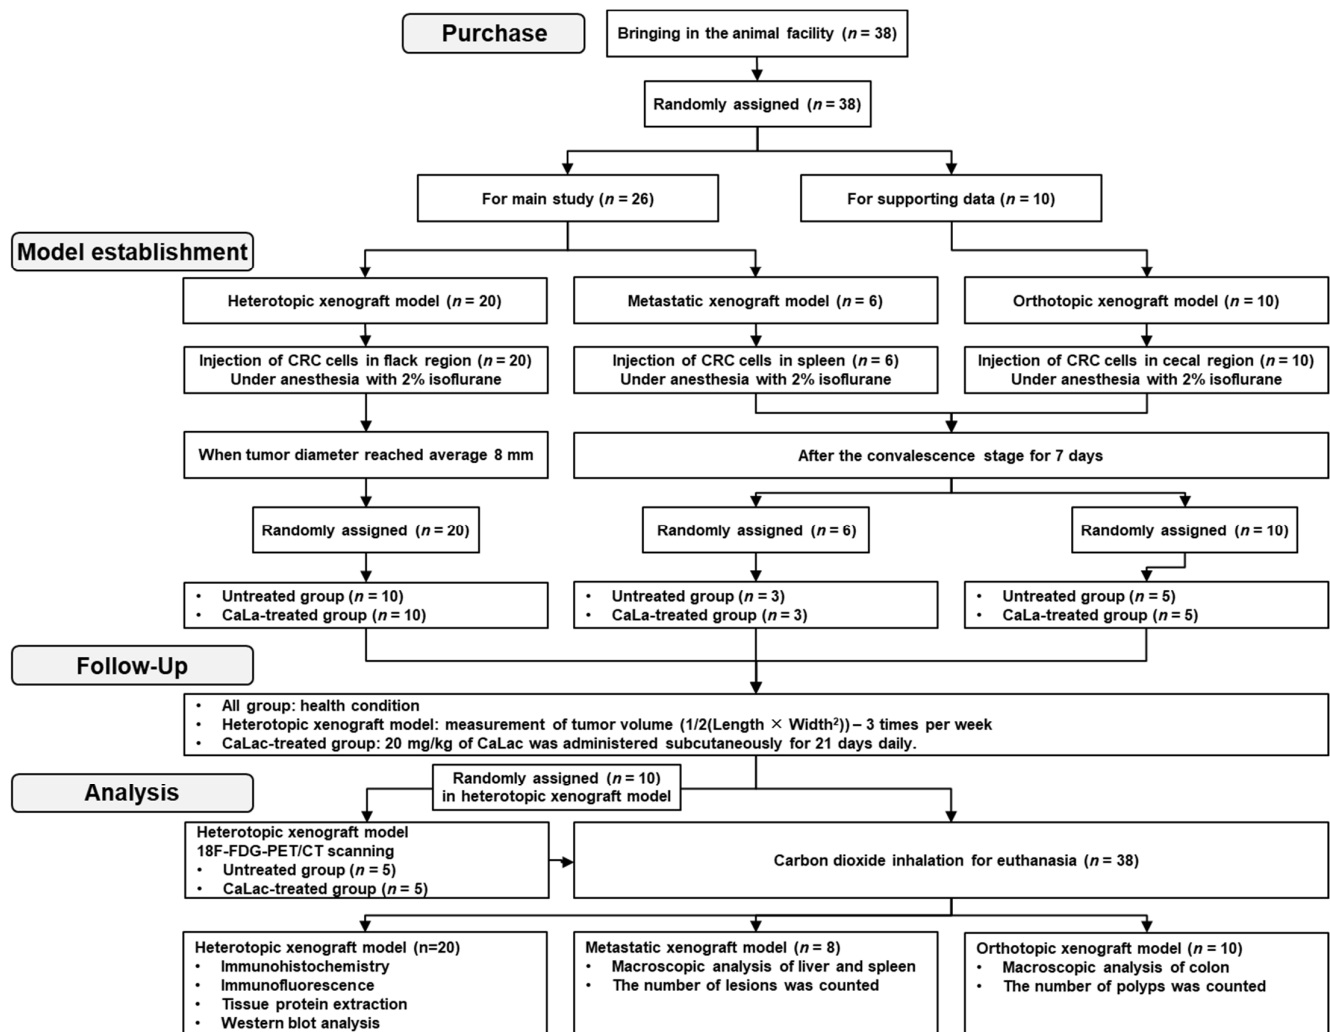 Purchase
Bringing in the animal facility (n = 38)
Randomly assigned (n = 38)
For main study (n = 26)
For supporting data (n = 10)
Model establishment
Heterotopic xenograft model (n = 20)
Metastatic xenograft model (n = 6)
Orthotopic xenograft model (n = 10)
Injection of CRC cells in flack region (n = 20)
Under anesthesia with 2% isoflurane
Injection of CRC cells in spleen (n = 6)
Under anesthesia with 2% isoflurane
Injection of CRC cells in cecal region (n = 10)
Under anesthesia with 2% isoflurane
When tumor diameter reached average 8 mm
After the convalescence stage for 7 days
Randomly assigned (n = 20)
Randomly assigned (n = 6)
Randomly assigned (n = 10)
• Untreated group (n = 10)
• CaLa-treated group (n = 10)
• Untreated group (n = 3)
• CaLa-treated group (n = 3)
• Untreated group (n = 5)
• CaLa-treated group (n = 5)
Follow-Up
• All group: health condition
• Heterotopic xenograft model: measurement of tumor volume (1/2(Length × Width²)) – 3 times per week
• CaLac-treated group: 20 mg/kg of CaLac was administered subcutaneously for 21 days daily.
Analysis
Randomly assigned (n = 10)
in heterotopic xenograft model
Heterotopic xenograft model
18F-FDG-PET/CT scanning
• Untreated group (n = 5)
• CaLac-treated group (n = 5)
Carbon dioxide inhalation for euthanasia (n = 38)
Heterotopic xenograft model (n=20)
• Immunohistochemistry
• Immunofluorescence
• Tissue protein extraction
• Western blot analysis
Metastatic xenograft model (n = 8)
• Macroscopic analysis of liver and spleen
• The number of lesions was counted
Orthotopic xenograft model (n = 10)
• Macroscopic analysis of colon
• The number of polyps was counted